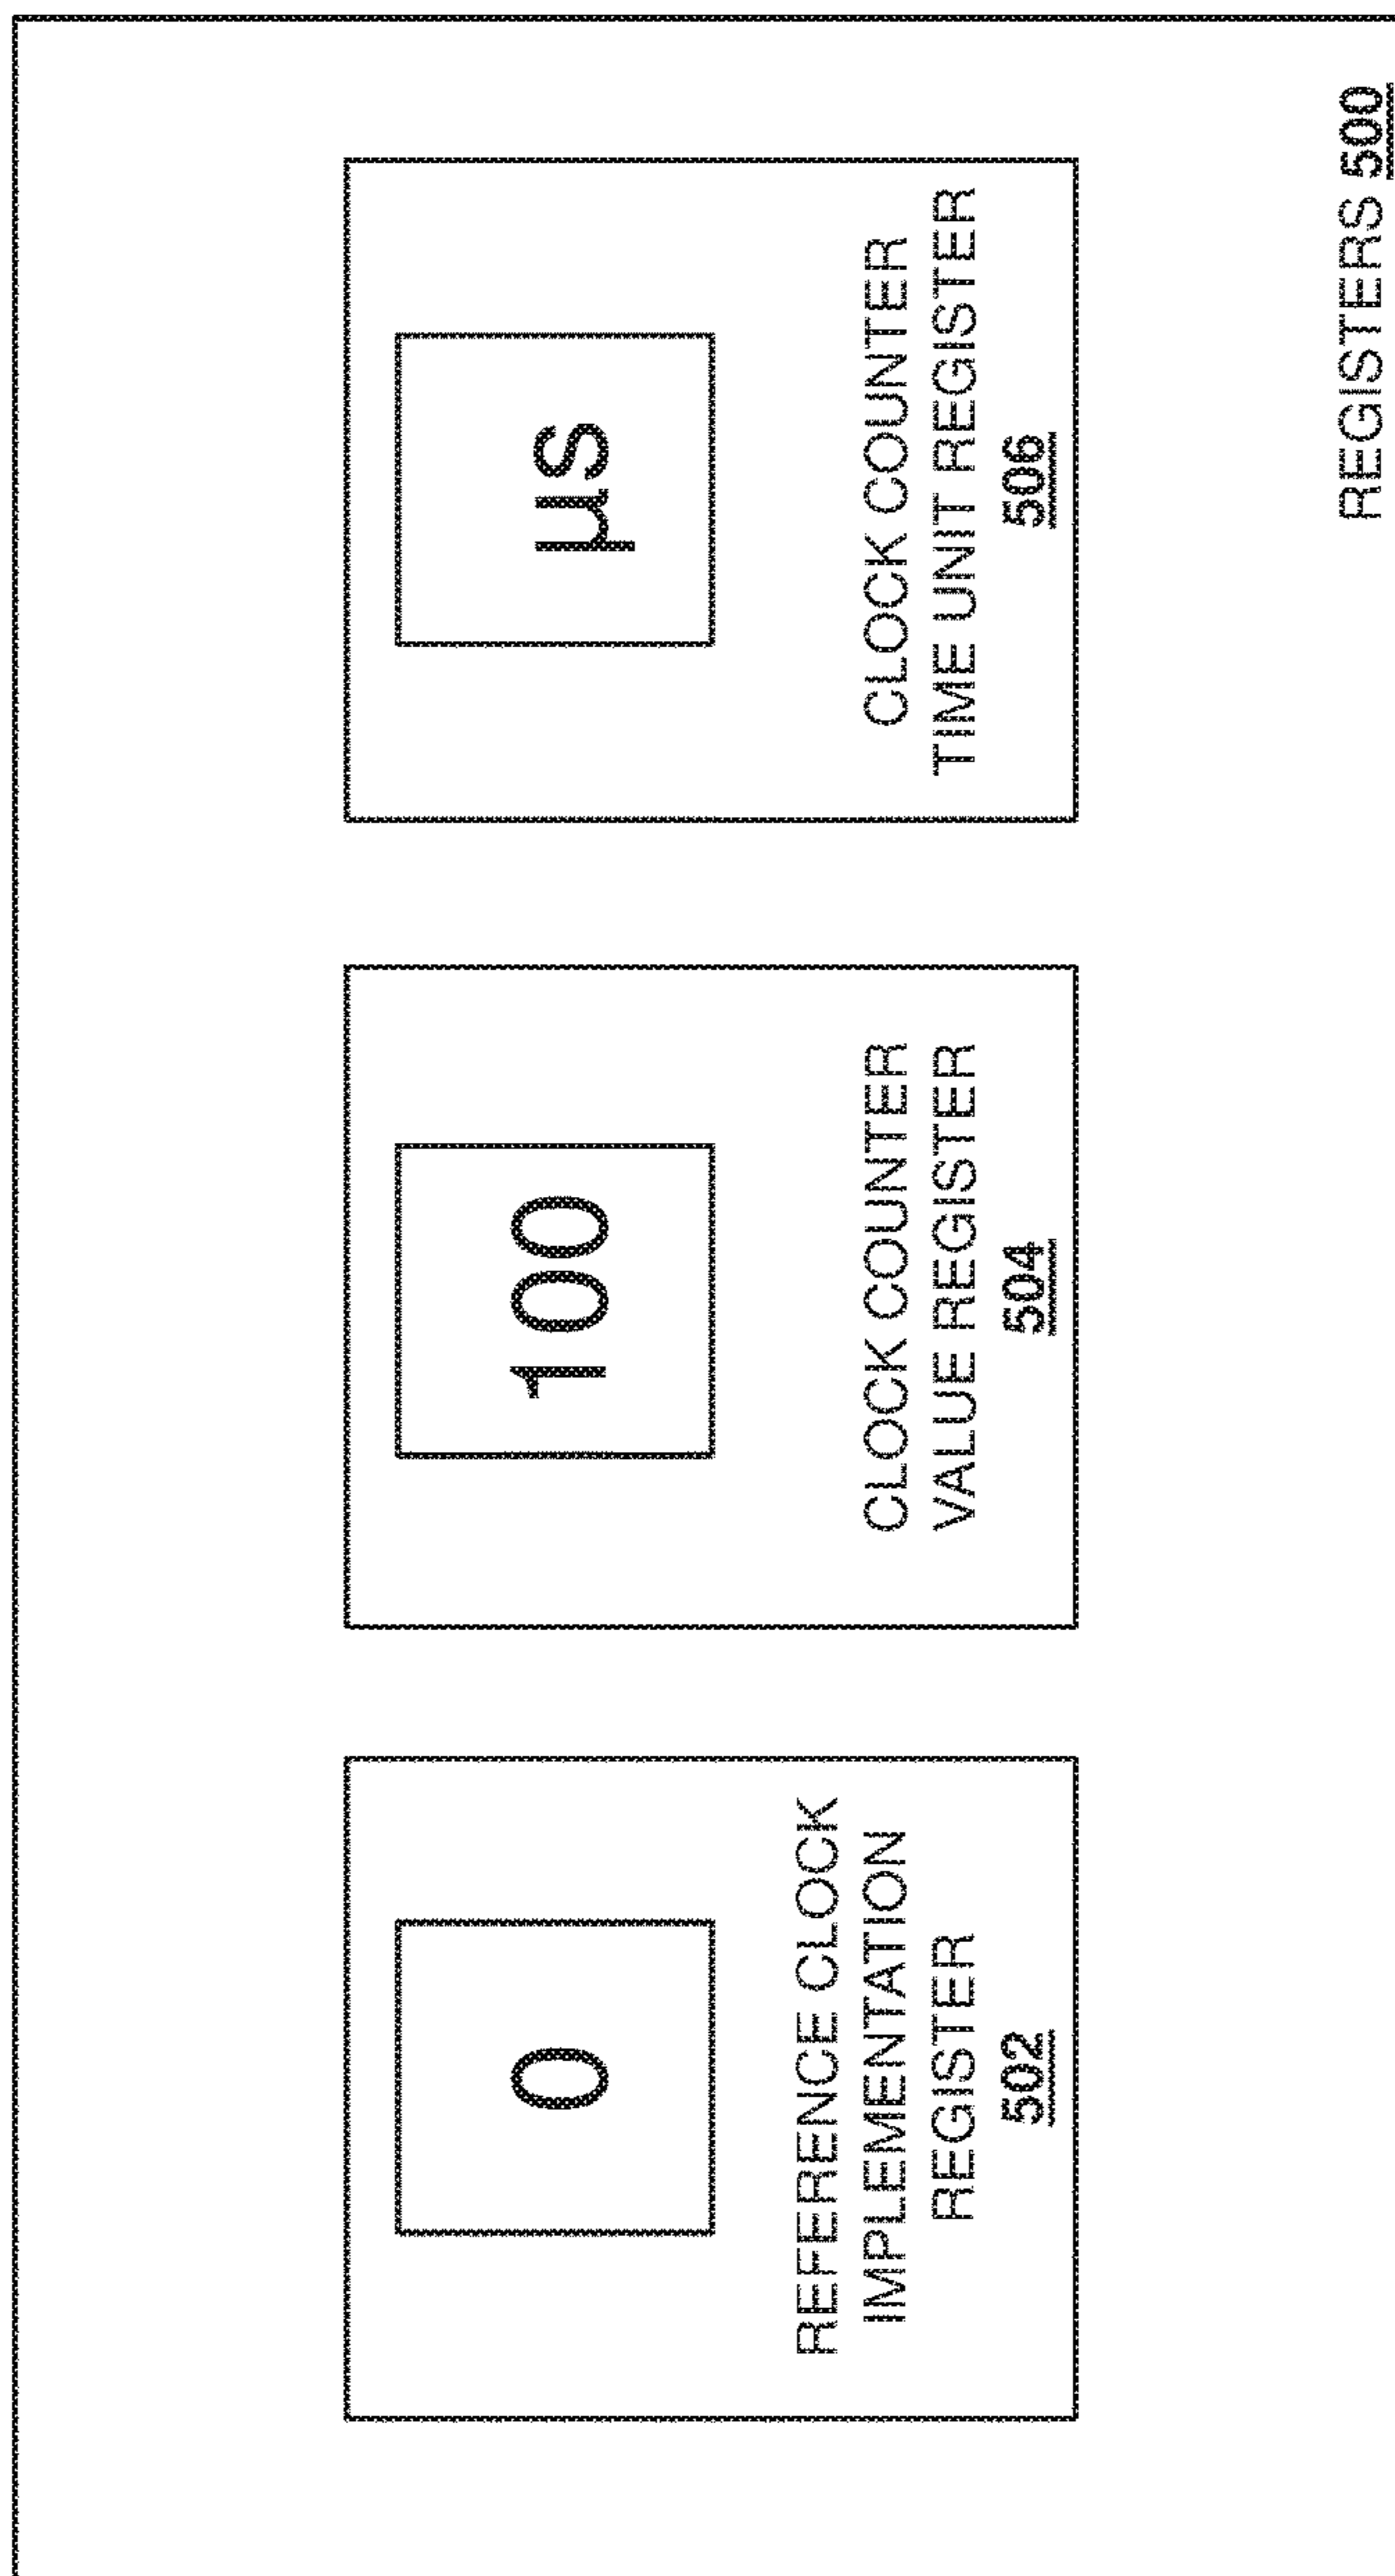 0
REFERENCE CLOCK
IMPLEMENTATION
REGISTER
502
100
CLOCK COUNTER
VALUE REGISTER
504
µS
CLOCK COUNTER
TIME UNIT REGISTER
506
REGISTERS 500